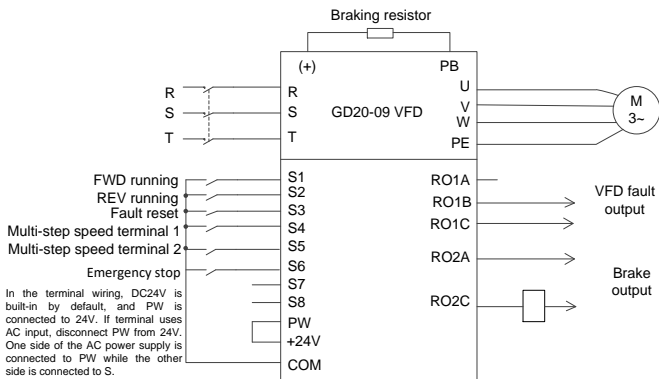 Braking resistor
(+)
PB
R
S
T
R
S
T
GD20-09 VFD
U
V
W
PE
M
3~
FWD running
REV running
Fault reset
Multi-step speed terminal 1
Multi-step speed terminal 2
Emergency stop
S1
S2
S3
S4
S5
S6
S7
S8
PW
+24V
COM
RO1A
RO1B
RO1C
RO2A
RO2C
VFD fault
output
Brake
output
In the terminal wiring, DC24V is
built-in by default, and PW is
connected to 24V. If terminal uses
AC input, disconnect PW from 24V.
One side of the AC power supply is
connected to PW while the other
side is connected to S.